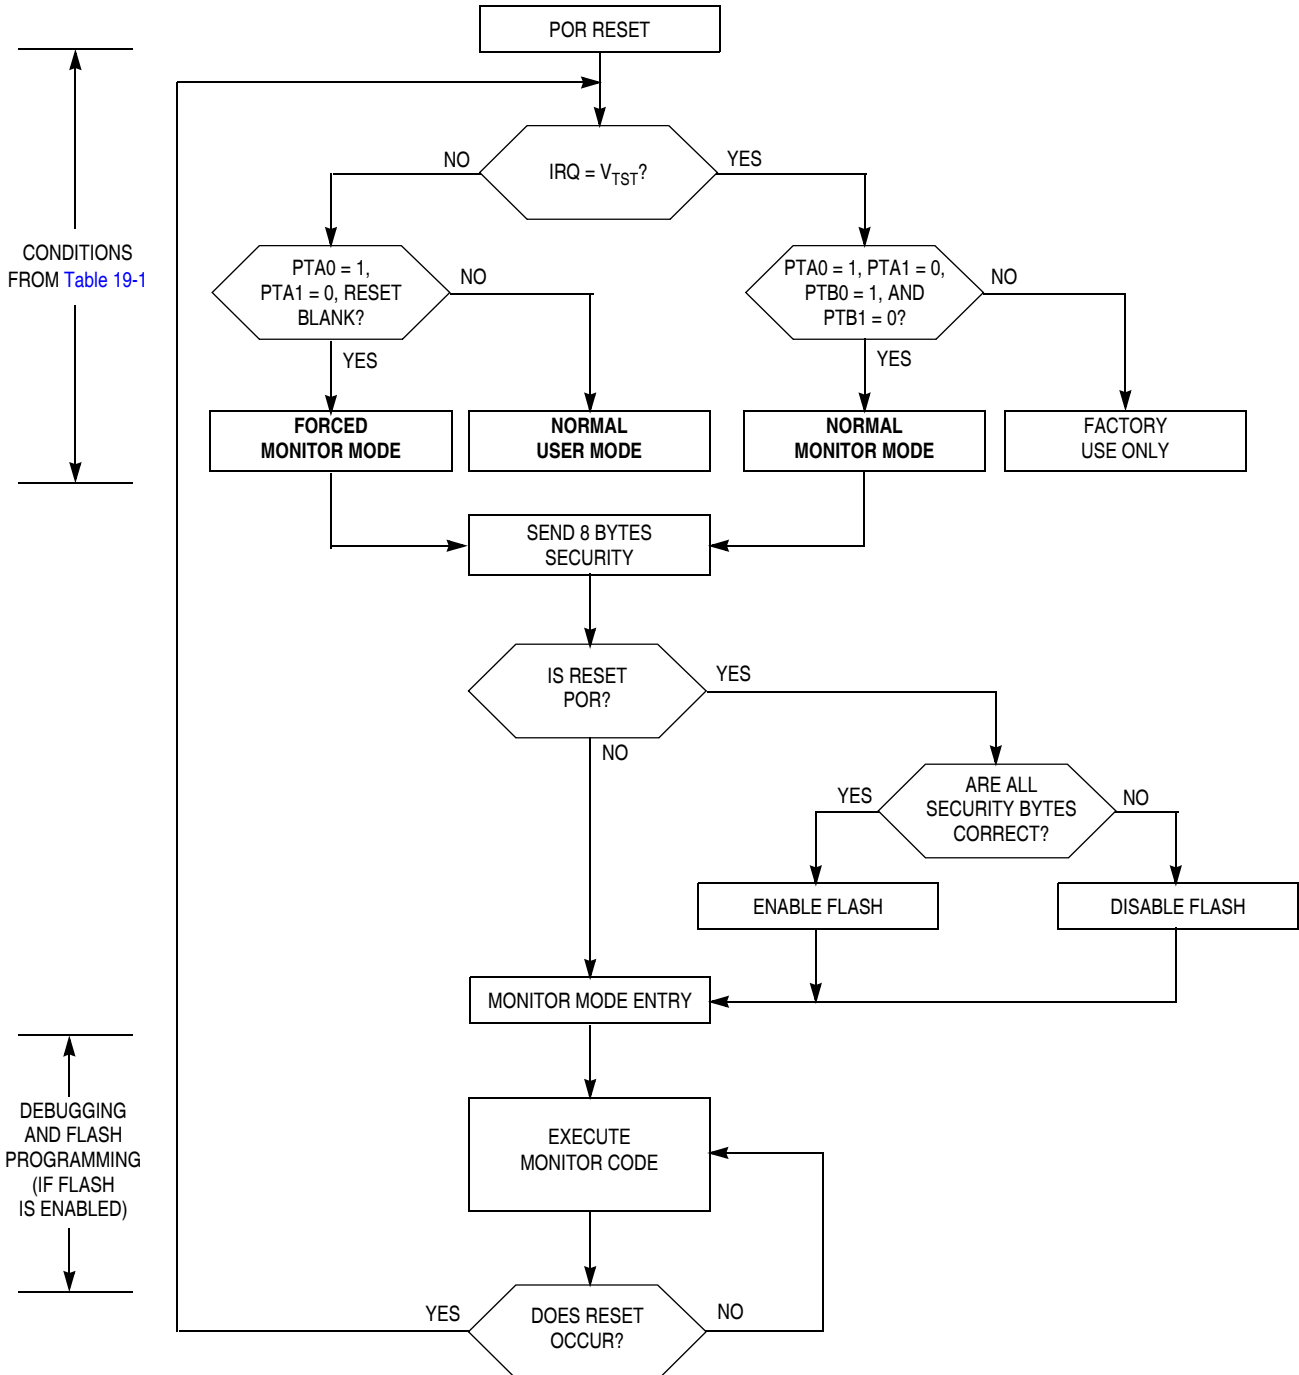 POR RESET
NO
IRQ = VTST?
YES
CONDITIONS
FROM Table 19-1
PTA0 = 1,
PTA1 = 0, RESET
BLANK?
NO
YES
PTA0 = 1, PTA1 = 0,
PTB0 = 1, AND
PTB1 = 0?
NO
YES
FORCED
MONITOR MODE
NORMAL
USER MODE
NORMAL
MONITOR MODE
FACTORY
USE ONLY
SEND 8 BYTES
SECURITY
IS RESET
POR?
YES
NO
YES
ARE ALL
SECURITY BYTES
CORRECT?
NO
ENABLE FLASH
DISABLE FLASH
MONITOR MODE ENTRY
DEBUGGING
AND FLASH
PROGRAMMING
(IF FLASH
IS ENABLED)
EXECUTE
MONITOR CODE
YES
DOES RESET
OCCUR?
NO